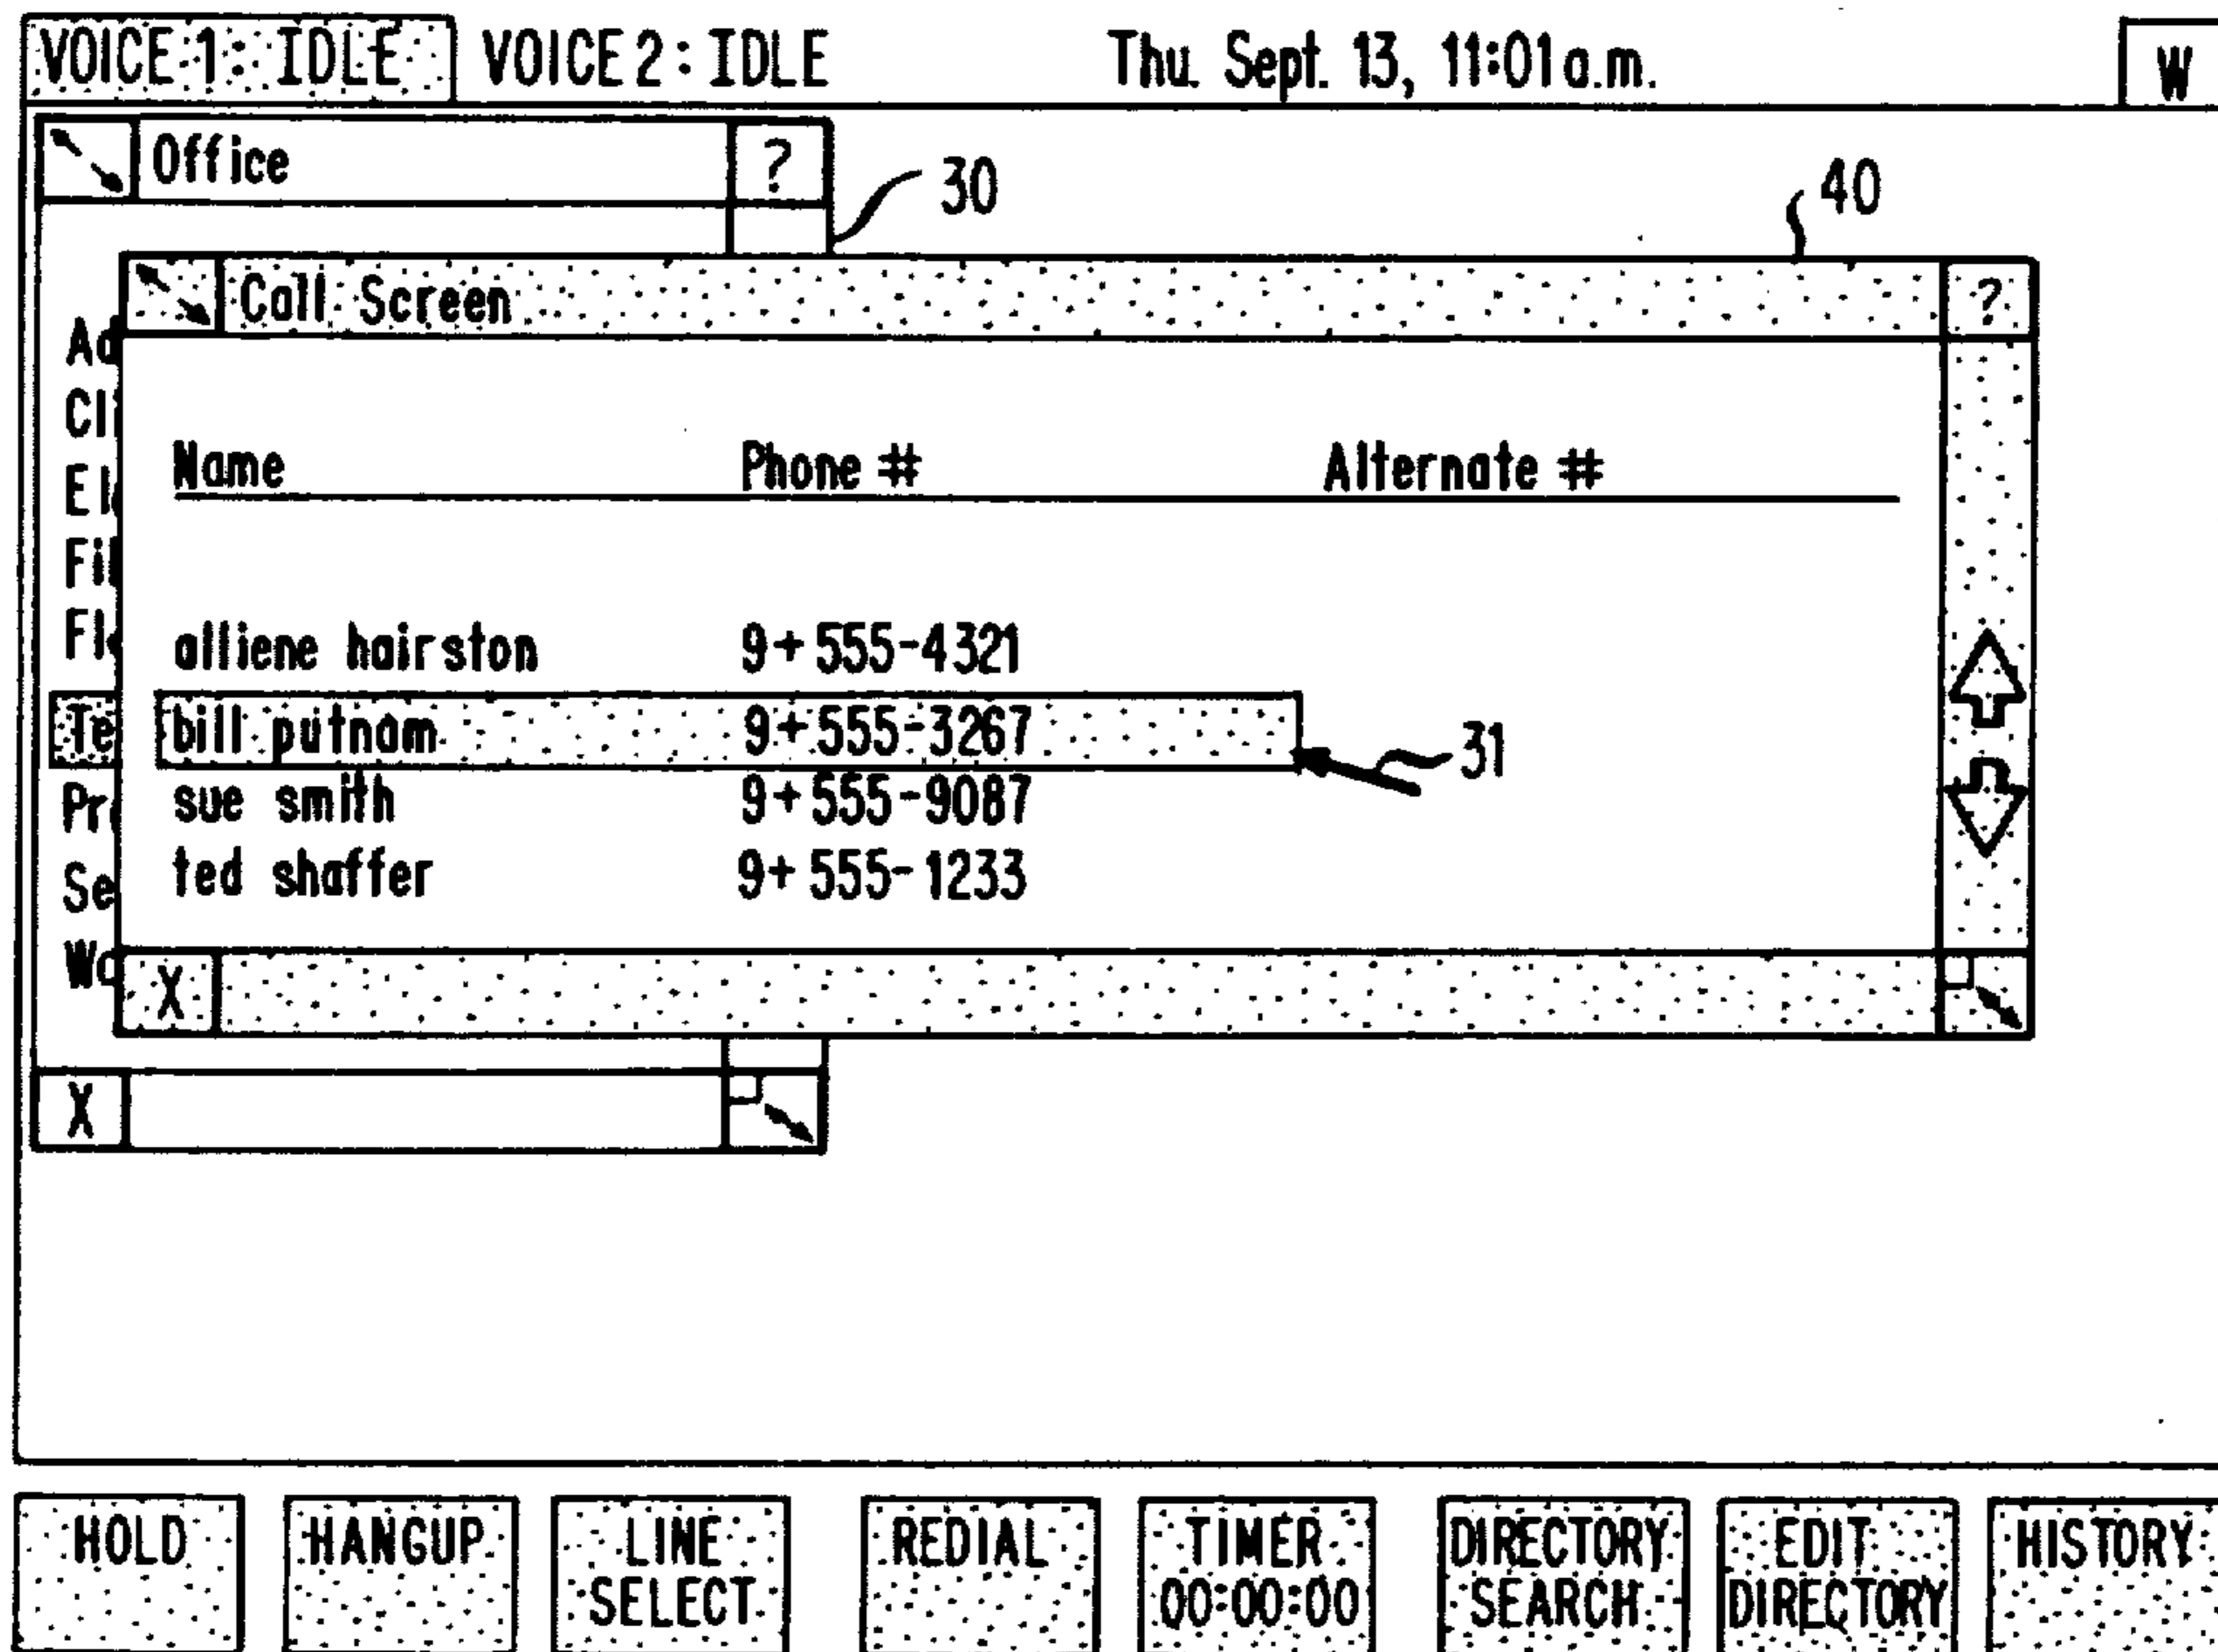 VOICE 1: IDLE VOICE 2: IDLE Thu. Sept. 13, 11:01 a.m. W
Office ?
30
40
Call Screen ?
Name Phone # Alternate #
alliene hairston 9+555-4321
Te bill putnam 9+555-3267
31
sue smith 9+555-9087
Se ted shaffer 9+555-1233
X
X
HOLD HANGUP LINE SELECT REDIAL TIMER 00:00:00 DIRECTORY SEARCH EDIT DIRECTORY HISTORY